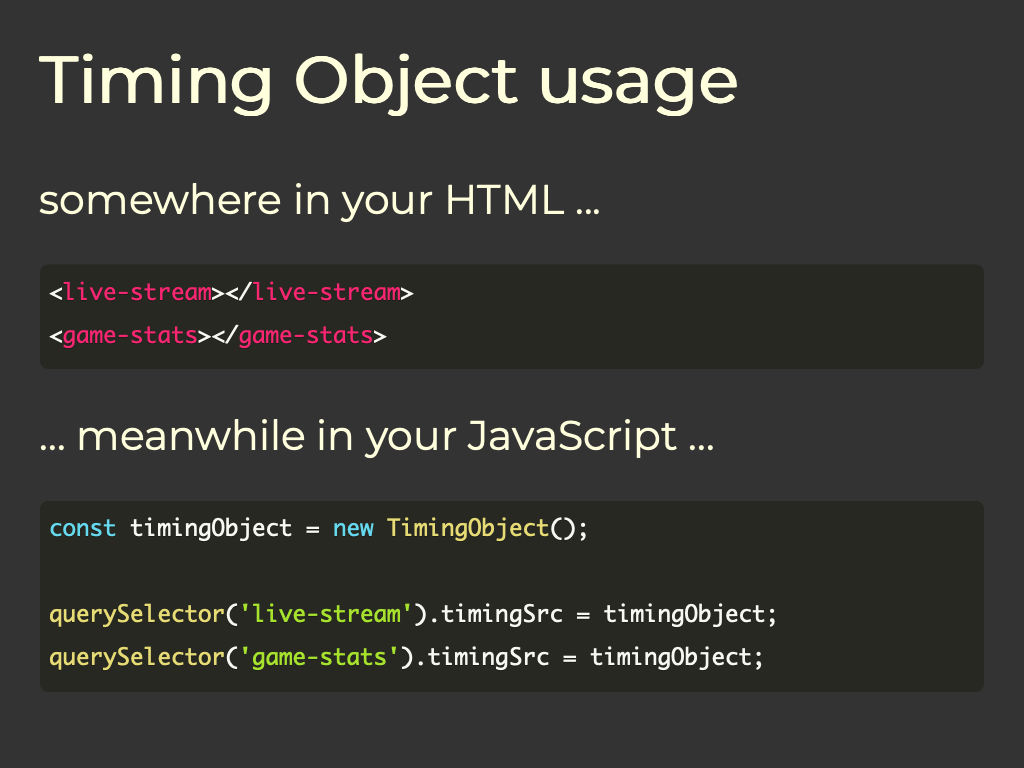 Timing Object usage
somewhere in your HTML ...
<live-stream></live-stream>
<game-stats></game-stats>
... meanwhile in your JavaScript ...
const timingObject = new TimingObject();
querySelector('live-stream').timingSrc = timingObject;
querySelector('game-stats').timingSrc = timingObject;